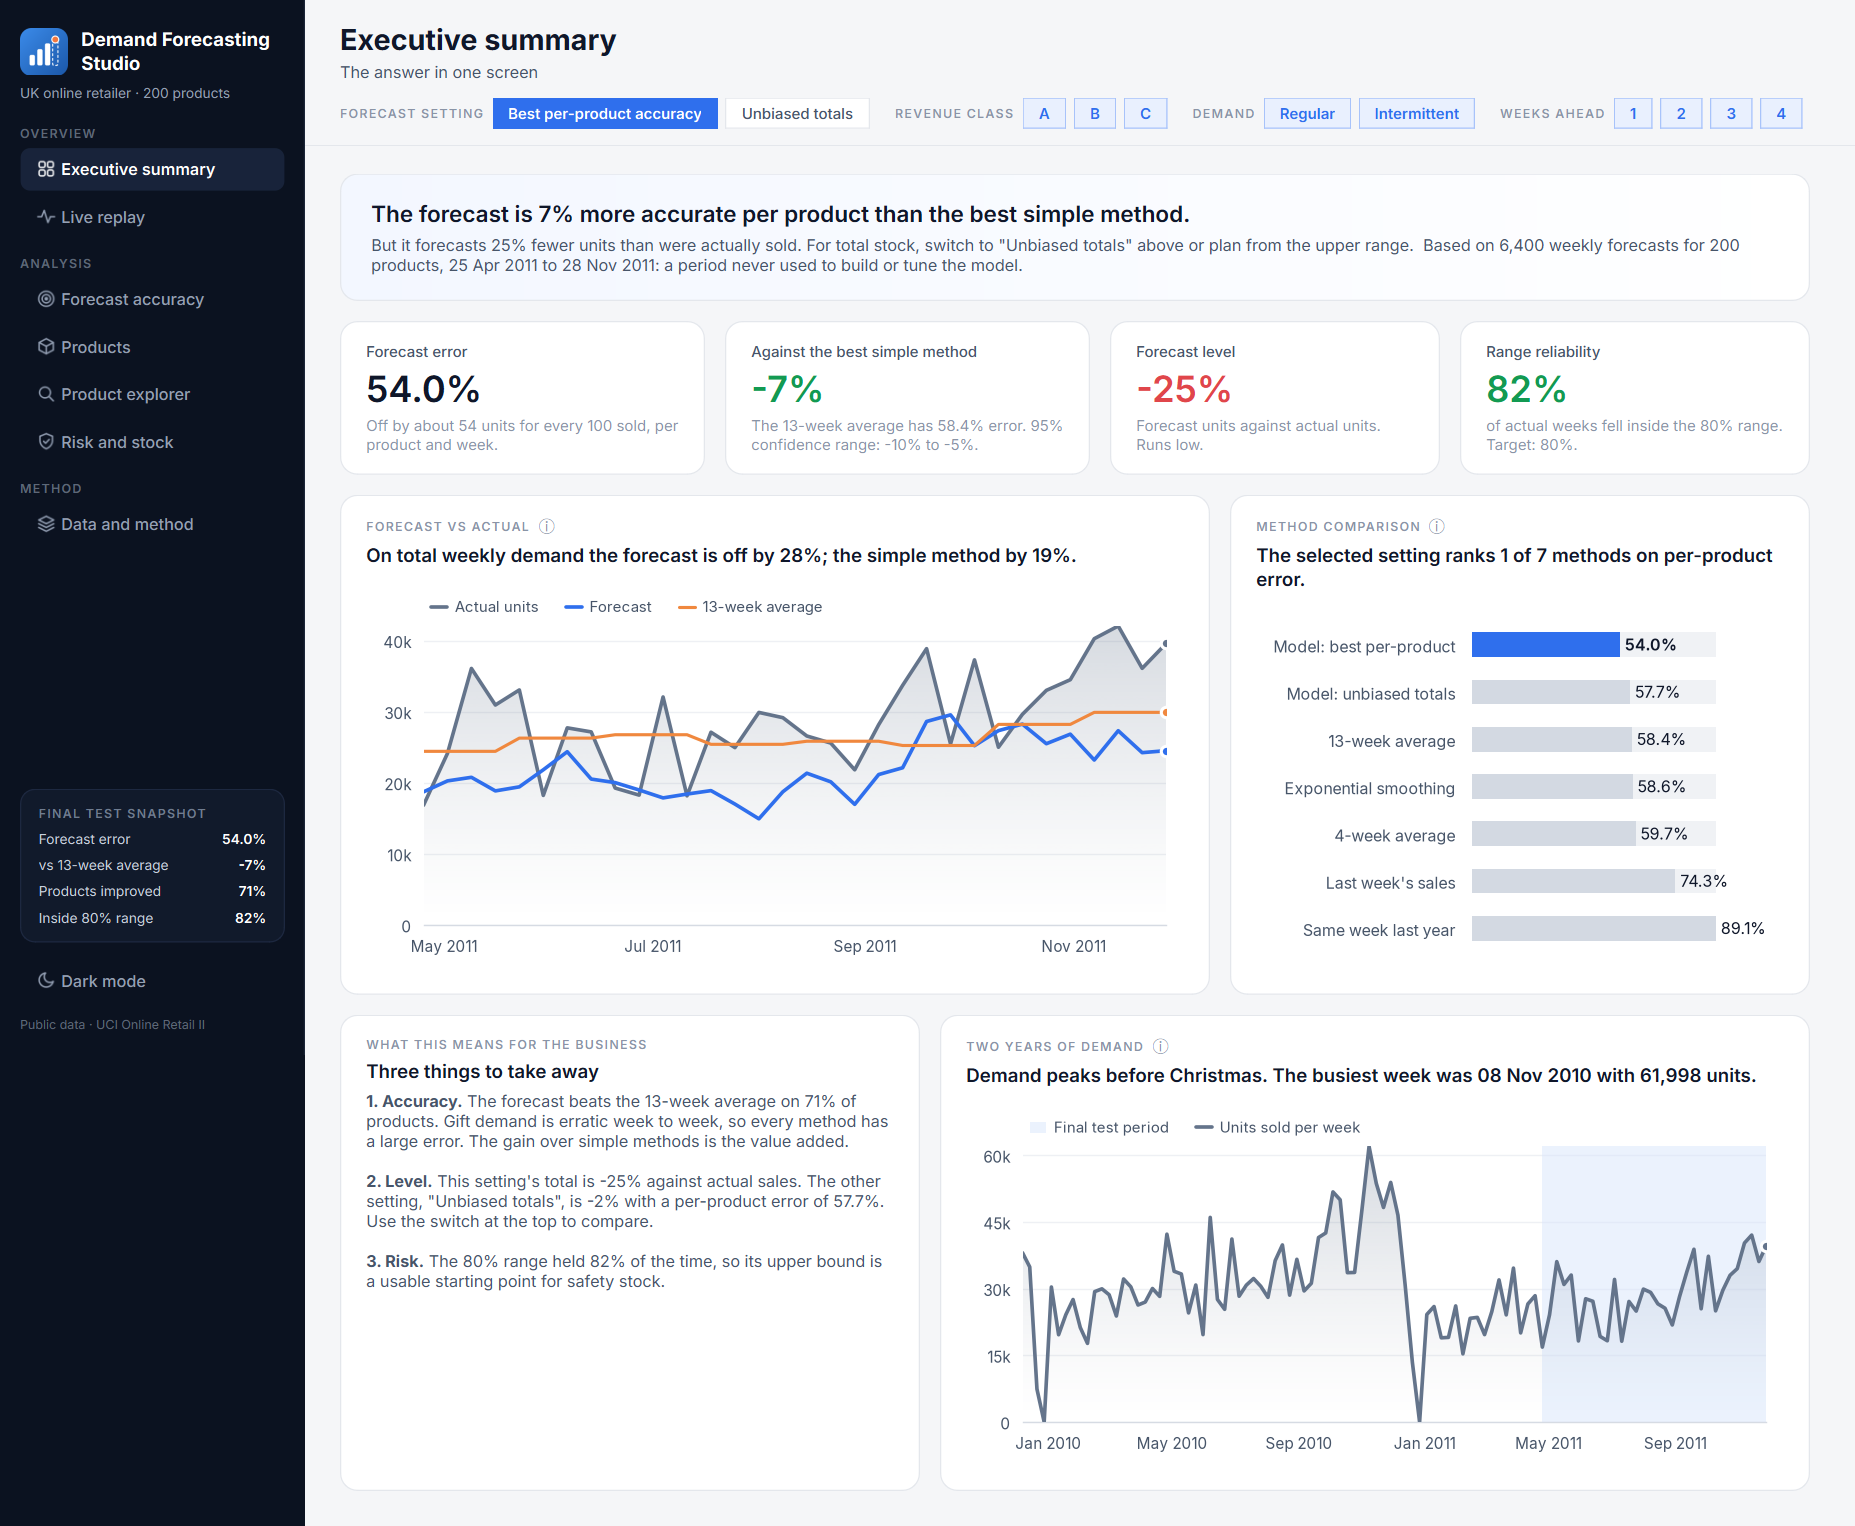 Demand Forecasting
Studio
UK online retailer · 200 products
OVERVIEW
Executive summary
Live replay
ANALYSIS
Forecast accuracy
Products
Product explorer
Risk and stock
METHOD
Data and method
FINAL TEST SNAPSHOT
Forecast error 54.0%
vs 13-week average -7%
Products improved 71%
Inside 80% range 82%
Dark mode
Public data · UCI Online Retail II
Executive summary
The answer in one screen
FORECAST SETTING Best per-product accuracy Unbiased totals REVENUE CLASS A B C DEMAND Regular Intermittent WEEKS AHEAD 1 2 3 4
The forecast is 7% more accurate per product than the best simple method.
But it forecasts 25% fewer units than were actually sold. For total stock, switch to "Unbiased totals" above or plan from the upper range. Based on 6,400 weekly forecasts for 200
products, 25 Apr 2011 to 28 Nov 2011: a period never used to build or tune the model.
Forecast error
54.0%
Off by about 54 units for every 100 sold, per
product and week.
Against the best simple method
-7%
The 13-week average has 58.4% error. 95%
confidence range: -10% to -5%.
Forecast level
-25%
Forecast units against actual units.
Runs low.
Range reliability
82%
of actual weeks fell inside the 80% range.
Target: 80%.
FORECAST VS ACTUAL
On total weekly demand the forecast is off by 28%; the simple method by 19%.
Actual units Forecast 13-week average
40k
30k
20k
10k
0
May 2011 Jul 2011 Sep 2011 Nov 2011
METHOD COMPARISON
The selected setting ranks 1 of 7 methods on per-product
error.
Model: best per-product 54.0%
Model: unbiased totals 57.7%
13-week average 58.4%
Exponential smoothing 58.6%
4-week average 59.7%
Last week's sales 74.3%
Same week last year 89.1%
WHAT THIS MEANS FOR THE BUSINESS
Three things to take away
1. Accuracy. The forecast beats the 13-week average on 71% of
products. Gift demand is erratic week to week, so every method has
a large error. The gain over simple methods is the value added.
2. Level. This setting's total is -25% against actual sales. The other
setting, "Unbiased totals", is -2% with a per-product error of 57.7%.
Use the switch at the top to compare.
3. Risk. The 80% range held 82% of the time, so its upper bound is
a usable starting point for safety stock.
TWO YEARS OF DEMAND
Demand peaks before Christmas. The busiest week was 08 Nov 2010 with 61,998 units.
Final test period Units sold per week
60k
45k
30k
15k
0
Jan 2010 May 2010 Sep 2010 Jan 2011 May 2011 Sep 2011